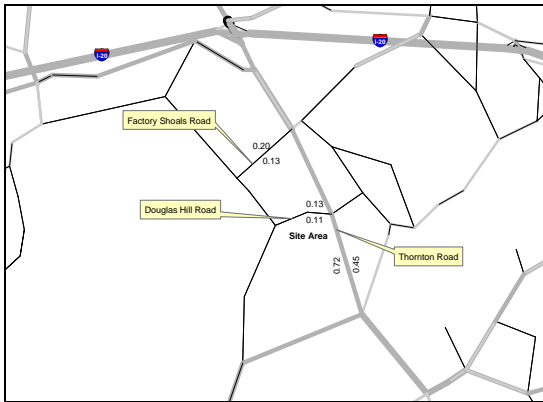 I-20
I-20
Factory Shoals Road
0.20
0.13
Douglas Hill Road
0.13
0.11
Site Area
0.72
0.45
Thornton Road